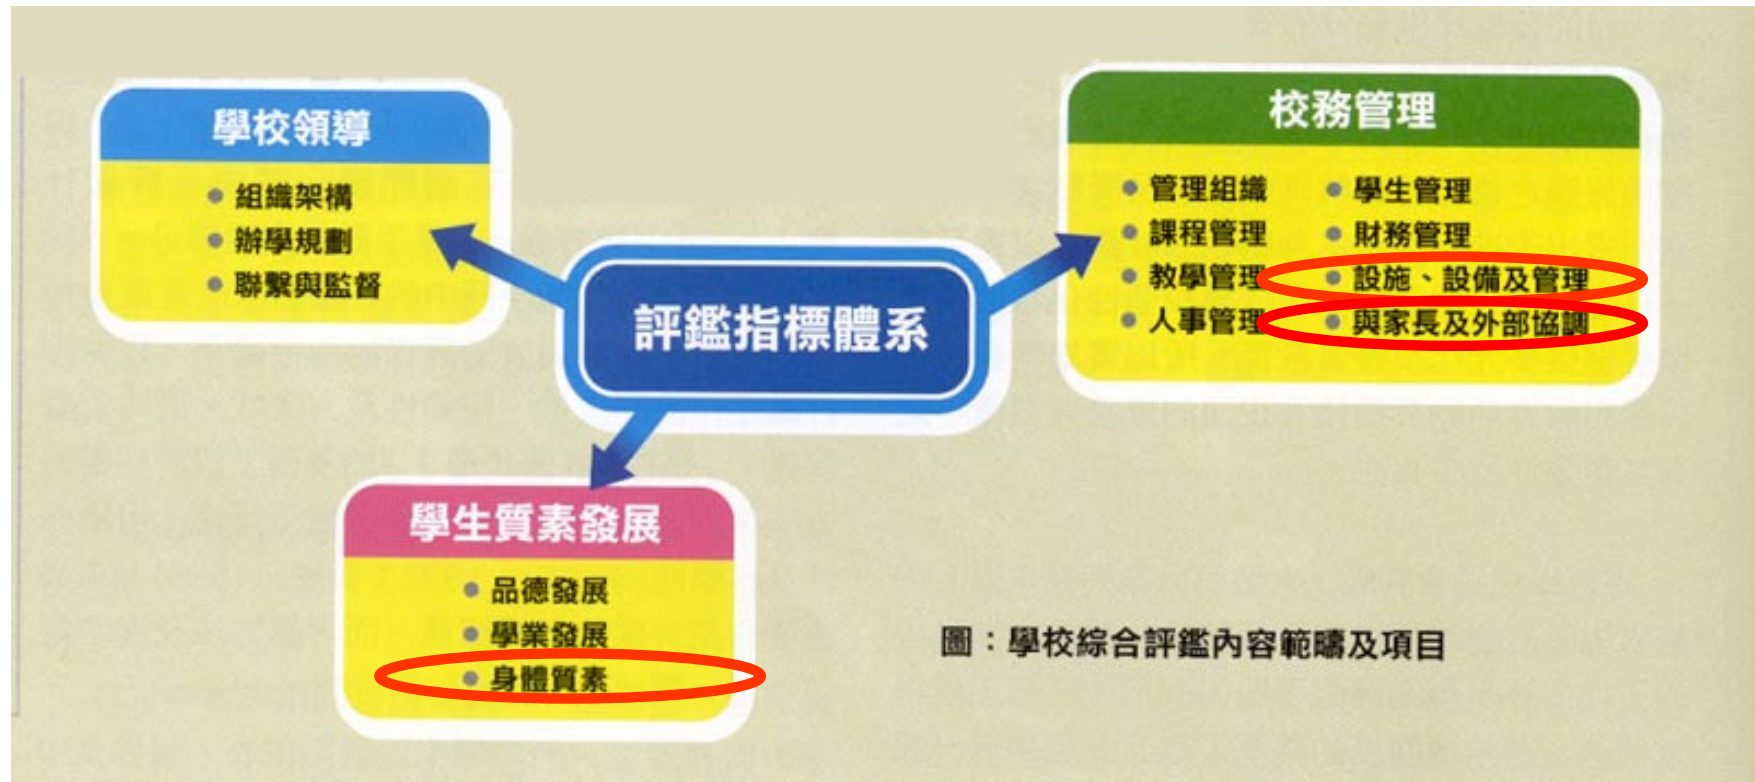 學校領導
組織架構
辦學規劃
聯繫與監督
校務管理
管理組織
課程管理
教學管理
人事管理
學生管理
財務管理
設施、設備及管理
與家長及外部協調
評鑑指標體系
學生質素發展
品德發展
學業發展
身體質素
圖：學校綜合評鑑內容範疇及項目